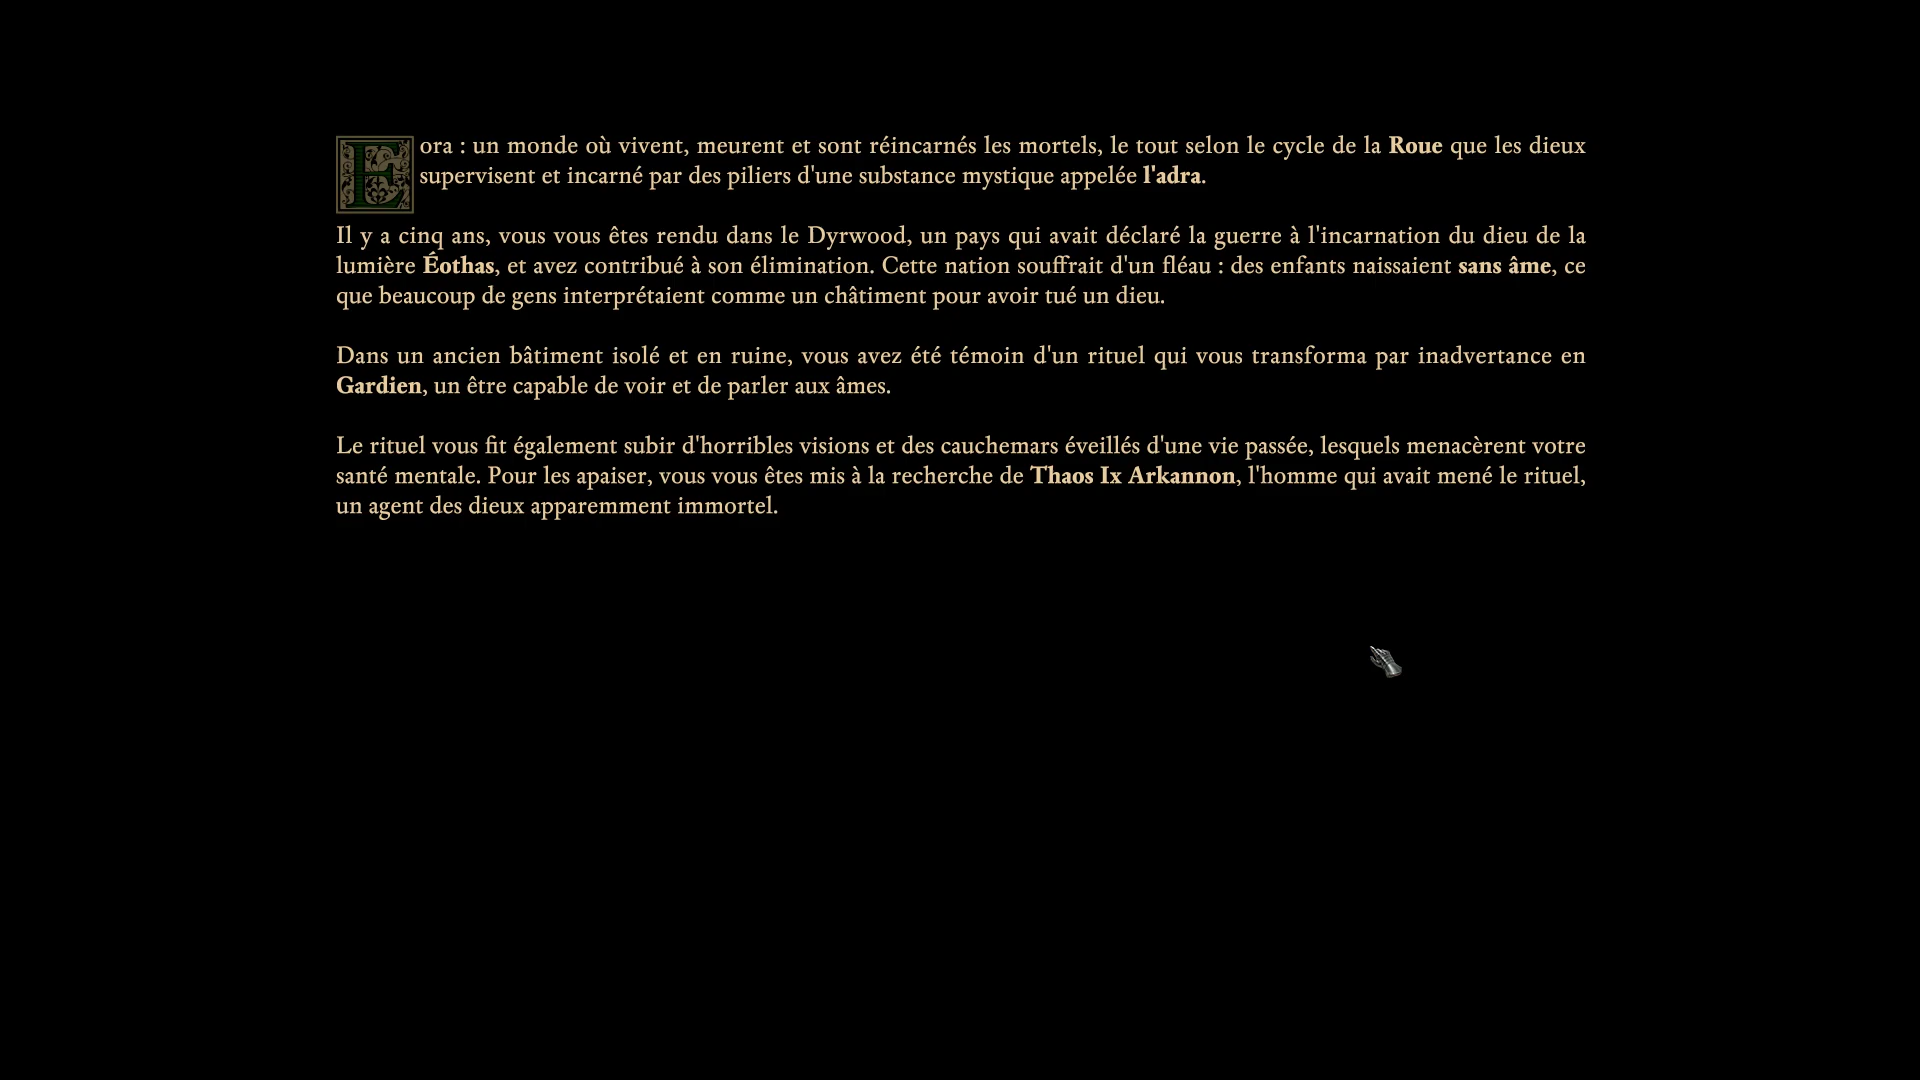 Eora : un monde où vivent, meurent et sont réincarnés les mortels, le tout selon le cycle de la Roue que les dieux
supervisent et incarné par des piliers d'une substance mystique appelée l'adra.
Il y a cinq ans, vous vous êtes rendu dans le Dyrwood, un pays qui avait déclaré la guerre à l'incarnation du dieu de la
lumière Éothas, et avez contribué à son élimination. Cette nation souffrait d'un fléau : des enfants naissaient sans âme, ce
que beaucoup de gens interprétaient comme un châtiment pour avoir tué un dieu.
Dans un ancien bâtiment isolé et en ruine, vous avez été témoin d'un rituel qui vous transforma par inadvertance en
Gardien, un être capable de voir et de parler aux âmes.
Le rituel vous fit également subir d'horribles visions et des cauchemars éveillés d'une vie passée, lesquels menacèrent votre
santé mentale. Pour les apaiser, vous vous êtes mis à la recherche de Thaos Ix Arkannon, l'homme qui avait mené le rituel,
un agent des dieux apparemment immortel.